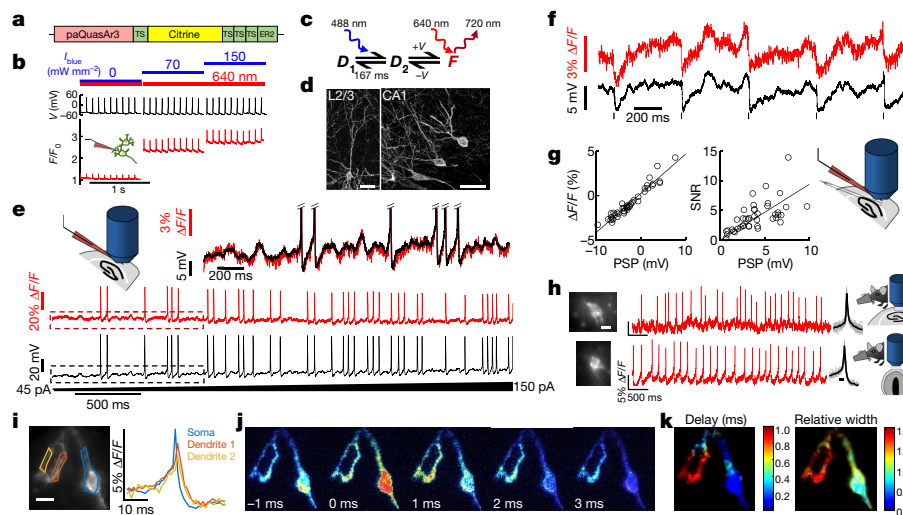 a
paQuasAr3 TS Citrine TS TS TS ER2
b
I blue (mW mm−2) 0 70 150
640 nm
V (mV)
60
0
−60
F/F0
3
2
1
1 s
c
488 nm 640 nm 720 nm
D1 D2 F
167 ms
+V
−V
d
L2/3 CA1
e
3% ΔF/F
5 mV
200 ms
20% ΔF/F
20 mV
45 pA 150 pA
500 ms
f
3% ΔF/F
5 mV
200 ms
g
ΔF/F (%)
5
0
−5
−10 0 10
PSP (mV)
SNR
15
10
5
0
0 5 10
PSP (mV)
h
5% ΔF/F
500 ms
i
5% ΔF/F
10 ms
Soma
Dendrite 1
Dendrite 2
j
−1 ms 0 ms 1 ms 2 ms 3 ms
k
Delay (ms)
1.0
0.8
0.6
0.4
0.2
Relative width